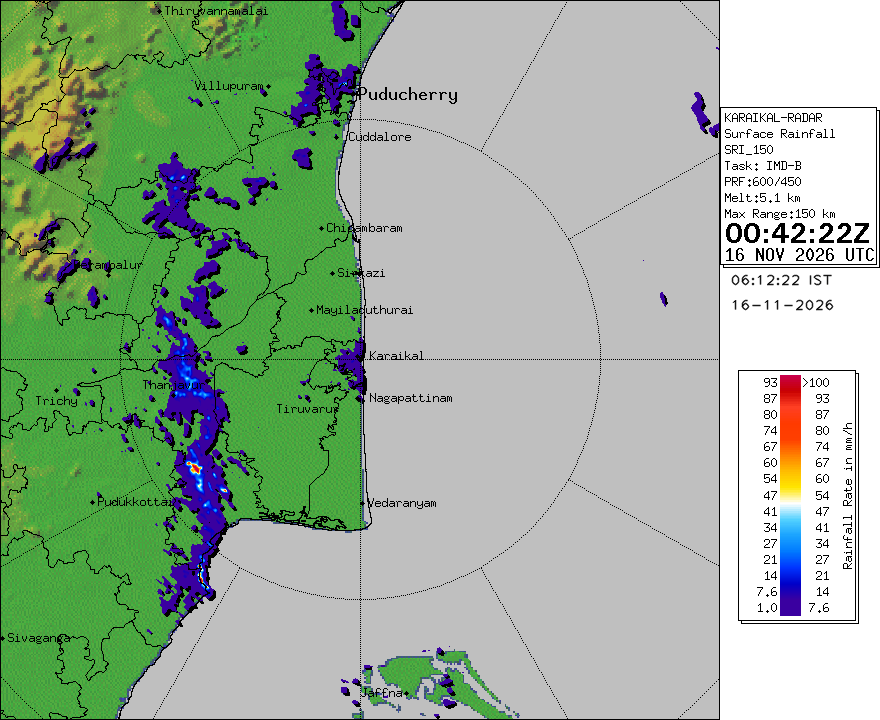 Thiruvannamalai
Villupuram
Puducherry
Cuddalore
Chidambaram
Perambalur
Sirkazi
Mayiladuthurai
Karaikal
Thanjavur
Trichy
Nagapattinam
Tiruvarur
Pudukkottai
Vedaranyam
Sivaganga
Jaffna
KARAIKAL-RADAR
Surface Rainfall
SRI_150
Task: IMD-B
PRF:600/450
Melt:5.1 km
Max Range:150 km
00:42:22Z
16 NOV 2026 UTC
06:12:22 IST
16-11-2026
93 >100
87 93
80 87
74 80
67 74
60 67
54 60
47 54
41 47
34 41
27 34
21 27
14 21
7.6 14
1.0 7.6
Rainfall Rate in mm/h